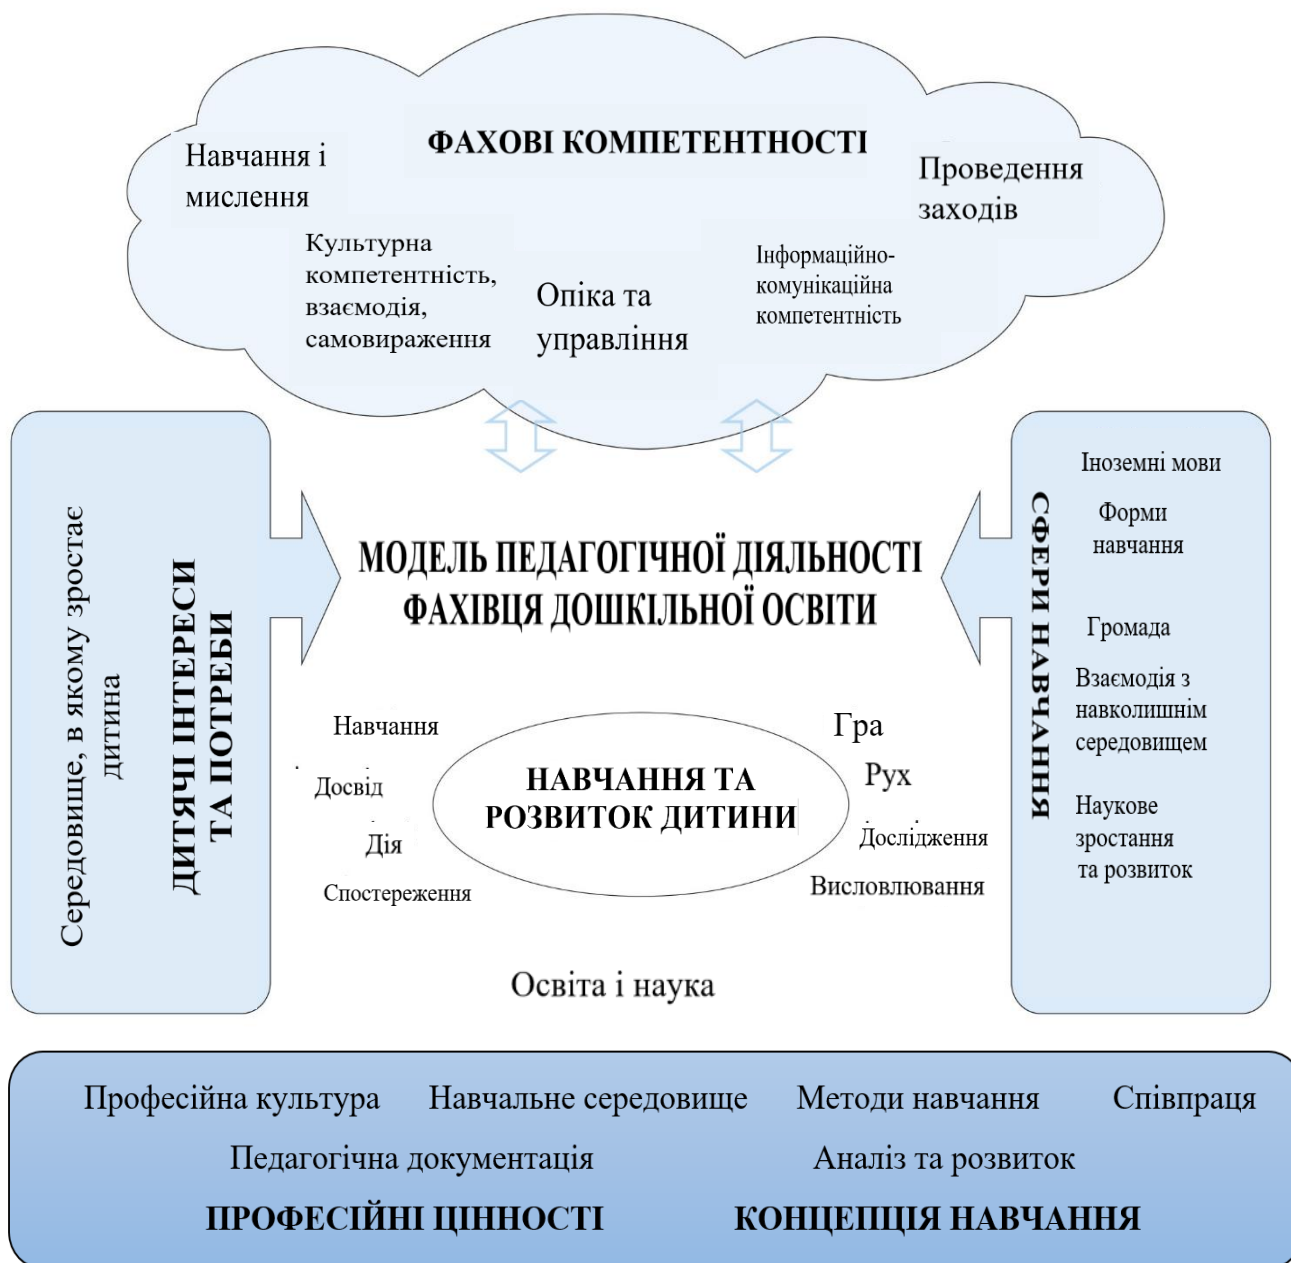 ФАХОВІ КОМПЕТЕНТНОСТІ
Навчання і
мислення
Проведення
заходів
Культурна
компетентність,
взаємодія,
самовираження
Опіка та
управління
Інформаційно-
комунікаційна
компетентність
Середовище, в якому зростає
дитина
ДИТЯЧІ ІНТЕРЕСИ
ТА ПОТРЕБИ
МОДЕЛЬ ПЕДАГОГІЧНОЇ ДІЯЛЬНОСТІ
ФАХІВЦЯ ДОШКІЛЬНОЇ ОСВІТИ
СФЕРИ НАВЧАННЯ
Іноземні мови
Форми
навчання
Громада
Взаємодія з
навколишнім
середовищем
Наукове
зростання
та розвиток
Навчання
Досвід
Дія
Спостереження
НАВЧАННЯ ТА
РОЗВИТОК ДИТИНИ
Гра
Рух
Дослідження
Висловлювання
Освіта і наука
Професійна культура Навчальне середовище Методи навчання Співпраця
Педагогічна документація Аналіз та розвиток
ПРОФЕСІЙНІ ЦІННОСТІ КОНЦЕПЦІЯ НАВЧАННЯ